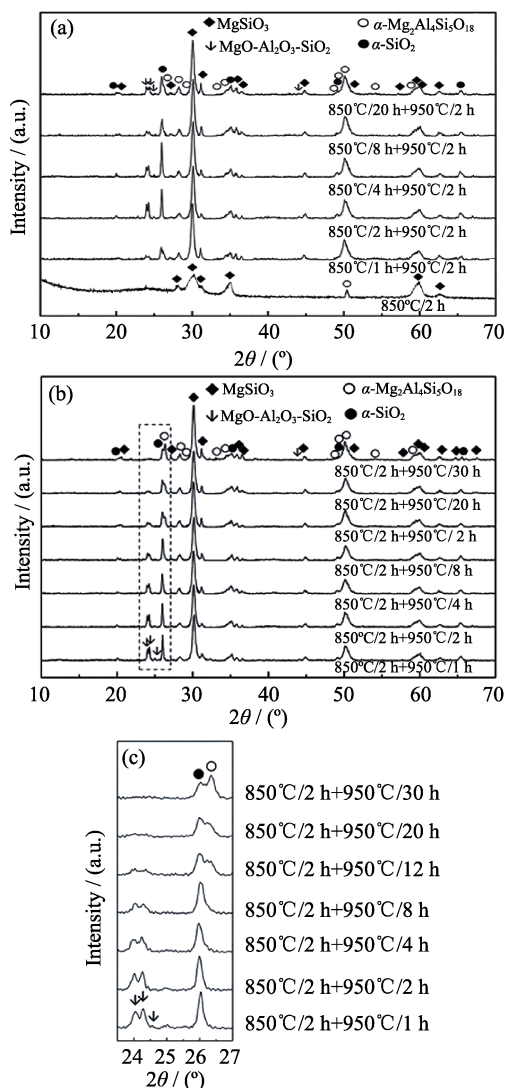 (a)
◆ MgSiO₃ ○ α-Mg₂Al₄Si₅O₁₈
↓ MgO-Al₂O₃-SiO₂ ● α-SiO₂
Intensity / (a.u.)
850℃/20 h+950℃/2 h
850℃/8 h+950℃/2 h
850℃/4 h+950℃/2 h
850℃/2 h+950℃/2 h
850℃/1 h+950℃/2 h
850℃/2 h
10 20 30 40 50 60 70
2θ / (º)
(b)
◆ MgSiO₃ ○ α-Mg₂Al₄Si₅O₁₈
↓ MgO-Al₂O₃-SiO₂ ● α-SiO₂
Intensity / (a.u.)
850℃/2 h+950℃/30 h
850℃/2 h+950℃/20 h
850℃/2 h+950℃/ 2 h
850℃/2 h+950℃/8 h
850℃/2 h+950℃/4 h
850℃/2 h+950℃/2 h
850℃/2 h+950℃/1 h
10 20 30 40 50 60 70
2θ / (º)
(c)
Intensity / (a.u.)
850℃/2 h+950℃/30 h
850℃/2 h+950℃/20 h
850℃/2 h+950℃/12 h
850℃/2 h+950℃/8 h
850℃/2 h+950℃/4 h
850℃/2 h+950℃/2 h
850℃/2 h+950℃/1 h
24 25 26 27
2θ / (º)